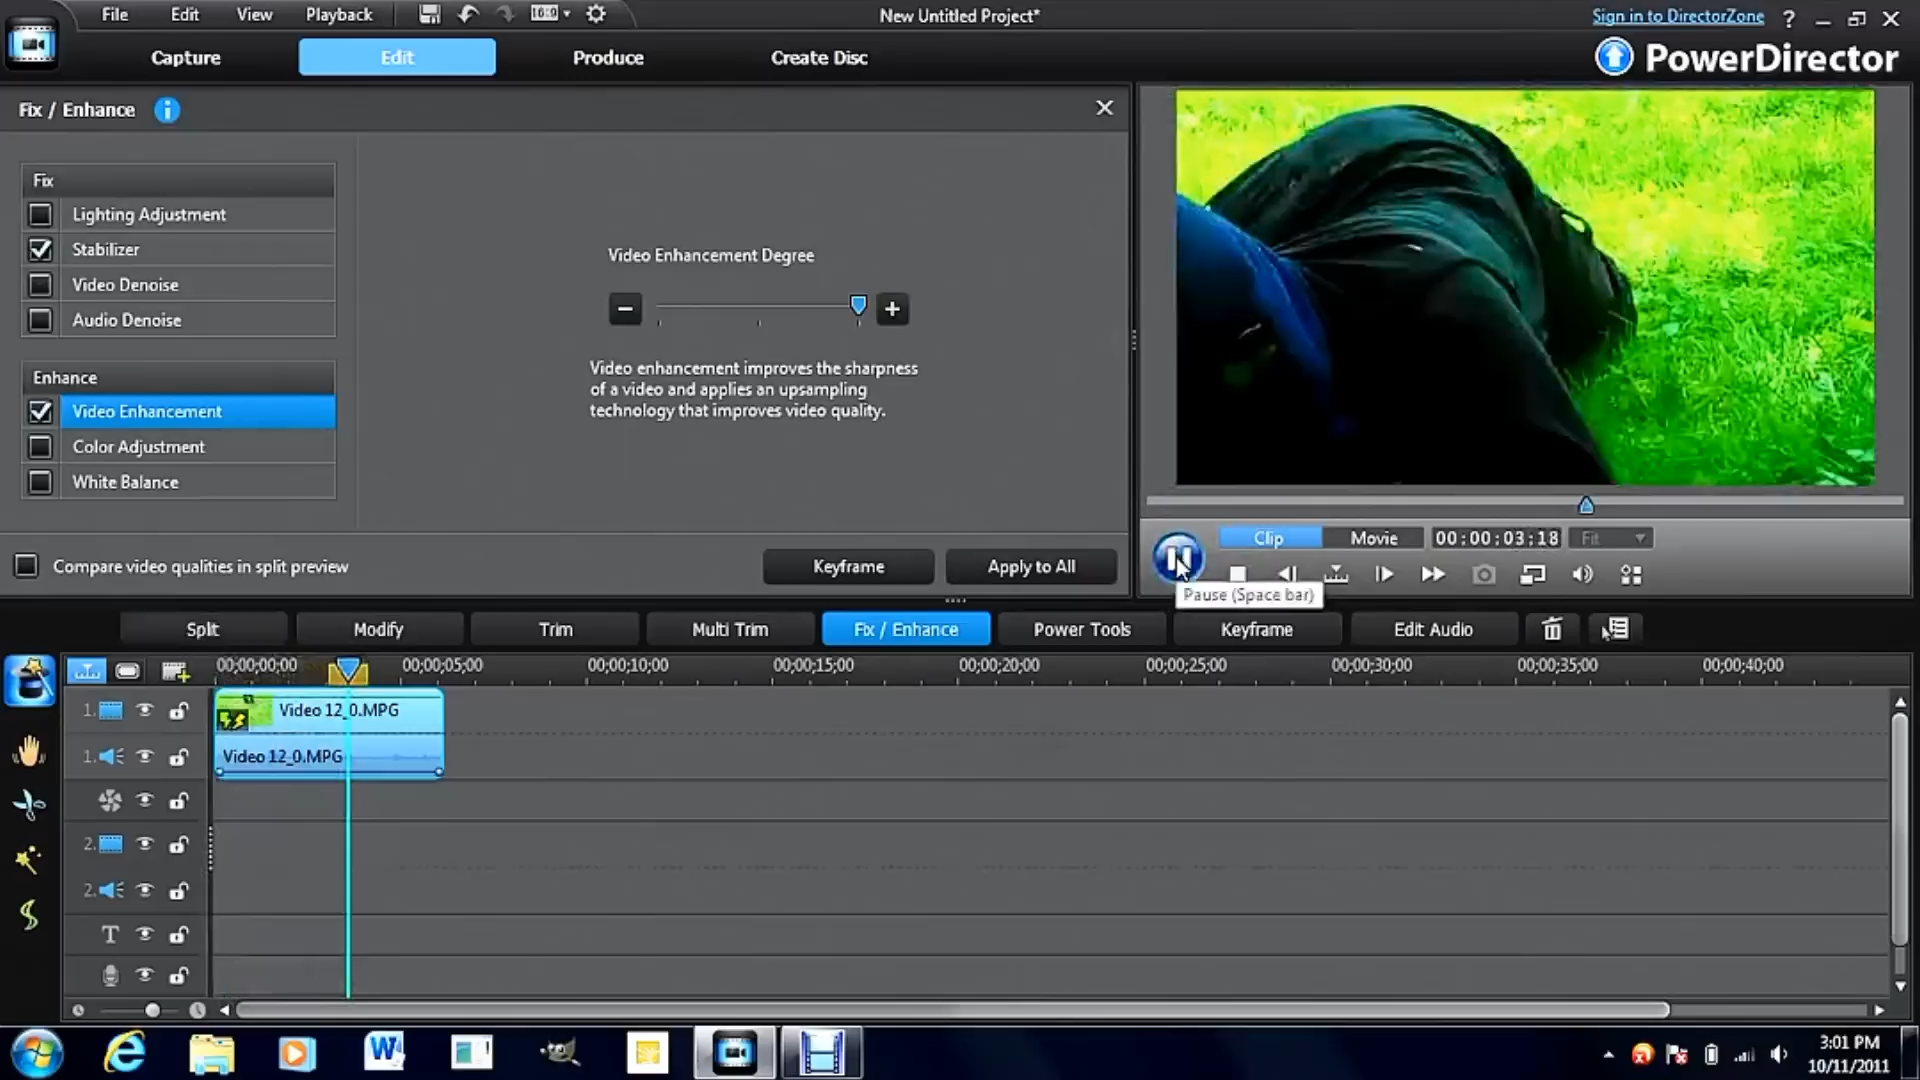 File Edit View Playback 16:9 New Untitled Project* Sign in to DirectorZone ?
Capture Edit Produce Create Disc PowerDirector
Fix / Enhance i
Fix
Lighting Adjustment
Stabilizer
Video Denoise
Audio Denoise
Enhance
Video Enhancement
Color Adjustment
White Balance
Video Enhancement Degree
Video enhancement improves the sharpness
of a video and applies an upsampling
technology that improves video quality.
Compare video qualities in split preview
Keyframe Apply to All
Clip Movie 00:00:03:18 Fit
Pause (Space bar)
Split Modify Trim Multi Trim Fix / Enhance Power Tools Keyframe Edit Audio
00;00;00;00 00;00;05;00 00;00;10;00 00;00;15;00 00;00;20;00 00;00;25;00 00;00;30;00 00;00;35;00 00;00;40;00
1. Video 12_0.MPG
1. Video 12_0.MPG
2.
2.
T
3:01 PM
10/11/2011